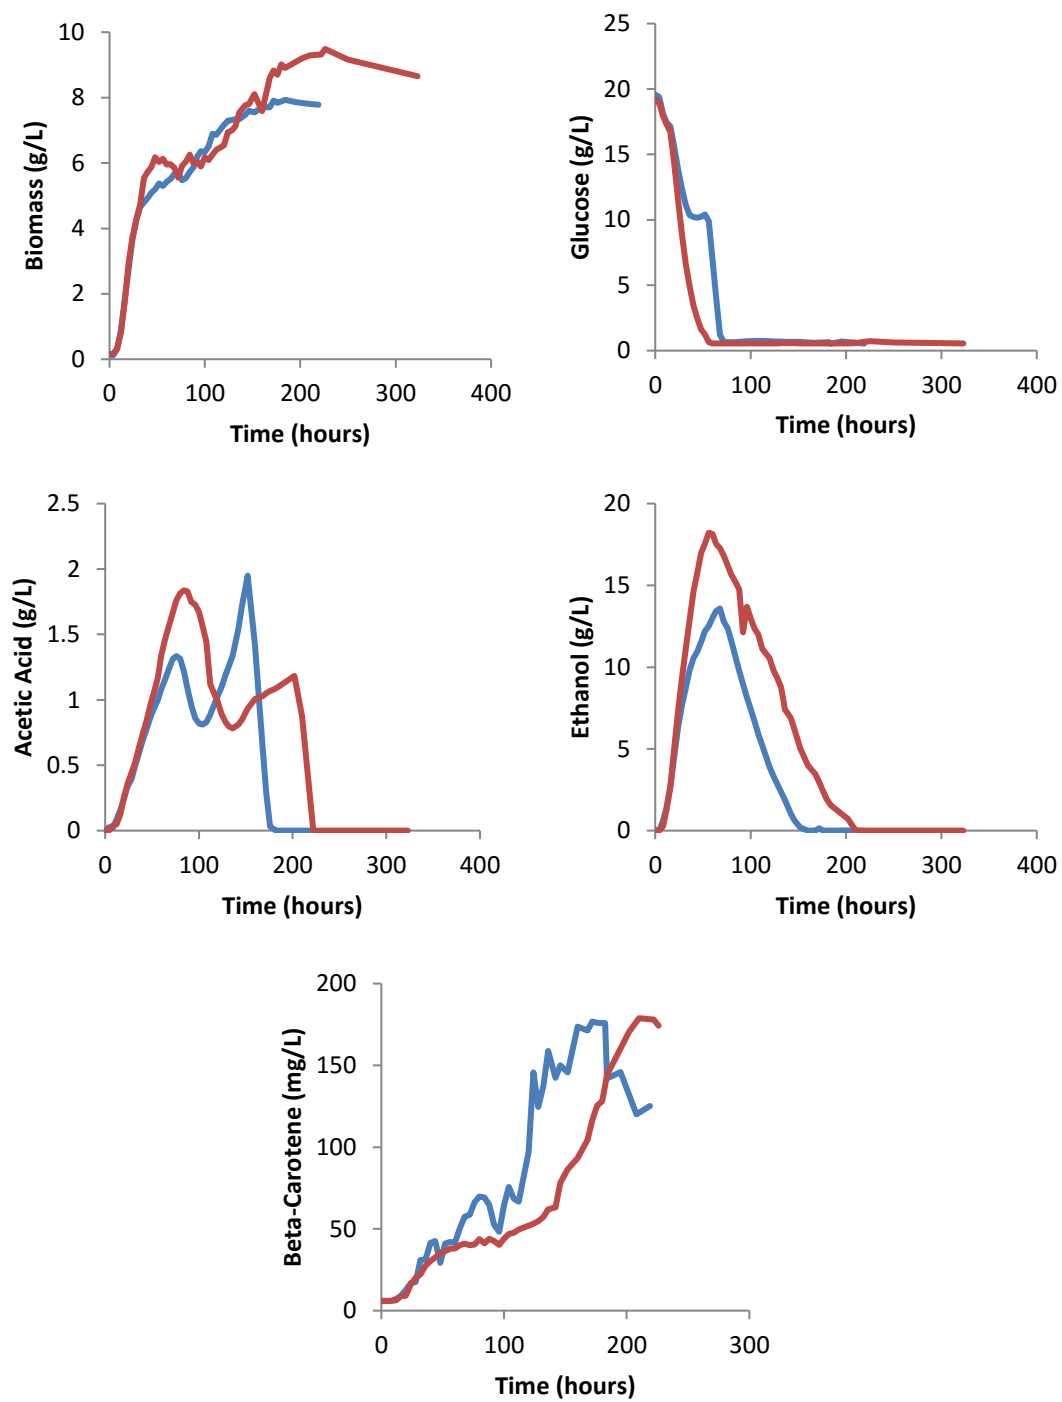 Biomass (g/L)
10
8
6
4
2
0
0 100 200 300 400
Time (hours)
Glucose (g/L)
25
20
15
10
5
0
0 100 200 300 400
Time (hours)
Acetic Acid (g/L)
2.5
2
1.5
1
0.5
0
0 100 200 300 400
Time (hours)
Ethanol (g/L)
20
15
10
5
0
0 100 200 300 400
Time (hours)
Beta-Carotene (mg/L)
200
150
100
50
0
0 100 200 300
Time (hours)